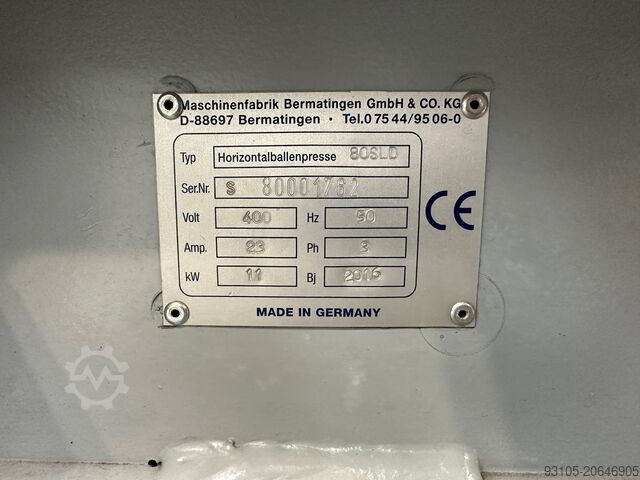 Maschinenfabrik Bermatingen GmbH & CO. KG
D-88697 Bermatingen · Tel. 0 75 44/95 06-0
Typ Horizontalballenpresse 80SLD
Ser.Nr. S 80001762
Volt 400 Hz 50
Amp. 23 Ph 3
kW 11 Bj 2016
CE
MADE IN GERMANY
93105-20646905